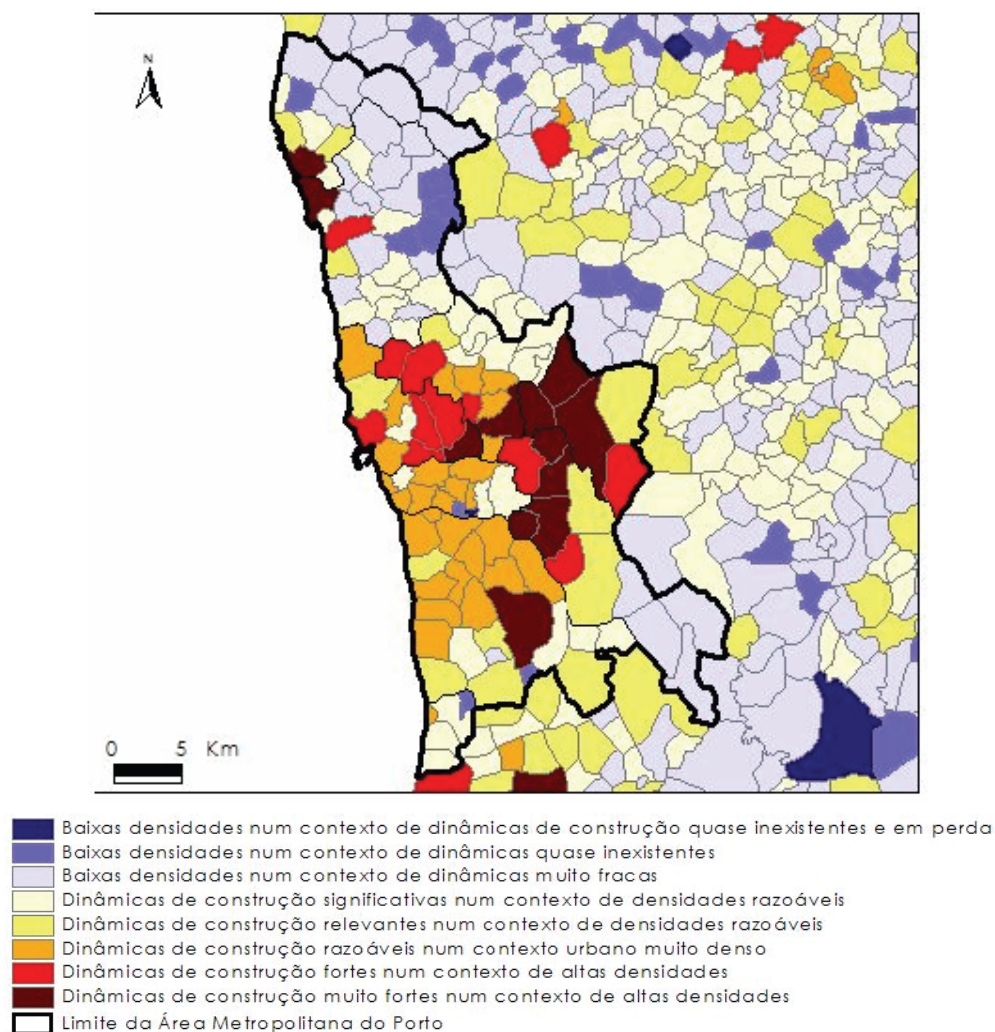 N
0 5 Km
Baixas densidades num contexto de dinâmicas de construção quase inexistentes e em perda
Baixas densidades num contexto de dinâmicas quase inexistentes
Baixas densidades num contexto de dinâmicas muito fracas
Dinâmicas de construção significativas num contexto de densidades razoáveis
Dinâmicas de construção relevantes num contexto de densidades razoáveis
Dinâmicas de construção razoáveis num contexto urbano muito denso
Dinâmicas de construção fortes num contexto de altas densidades
Dinâmicas de construção muito fortes num contexto de altas densidades
Limite da Área Metropolitana do Porto